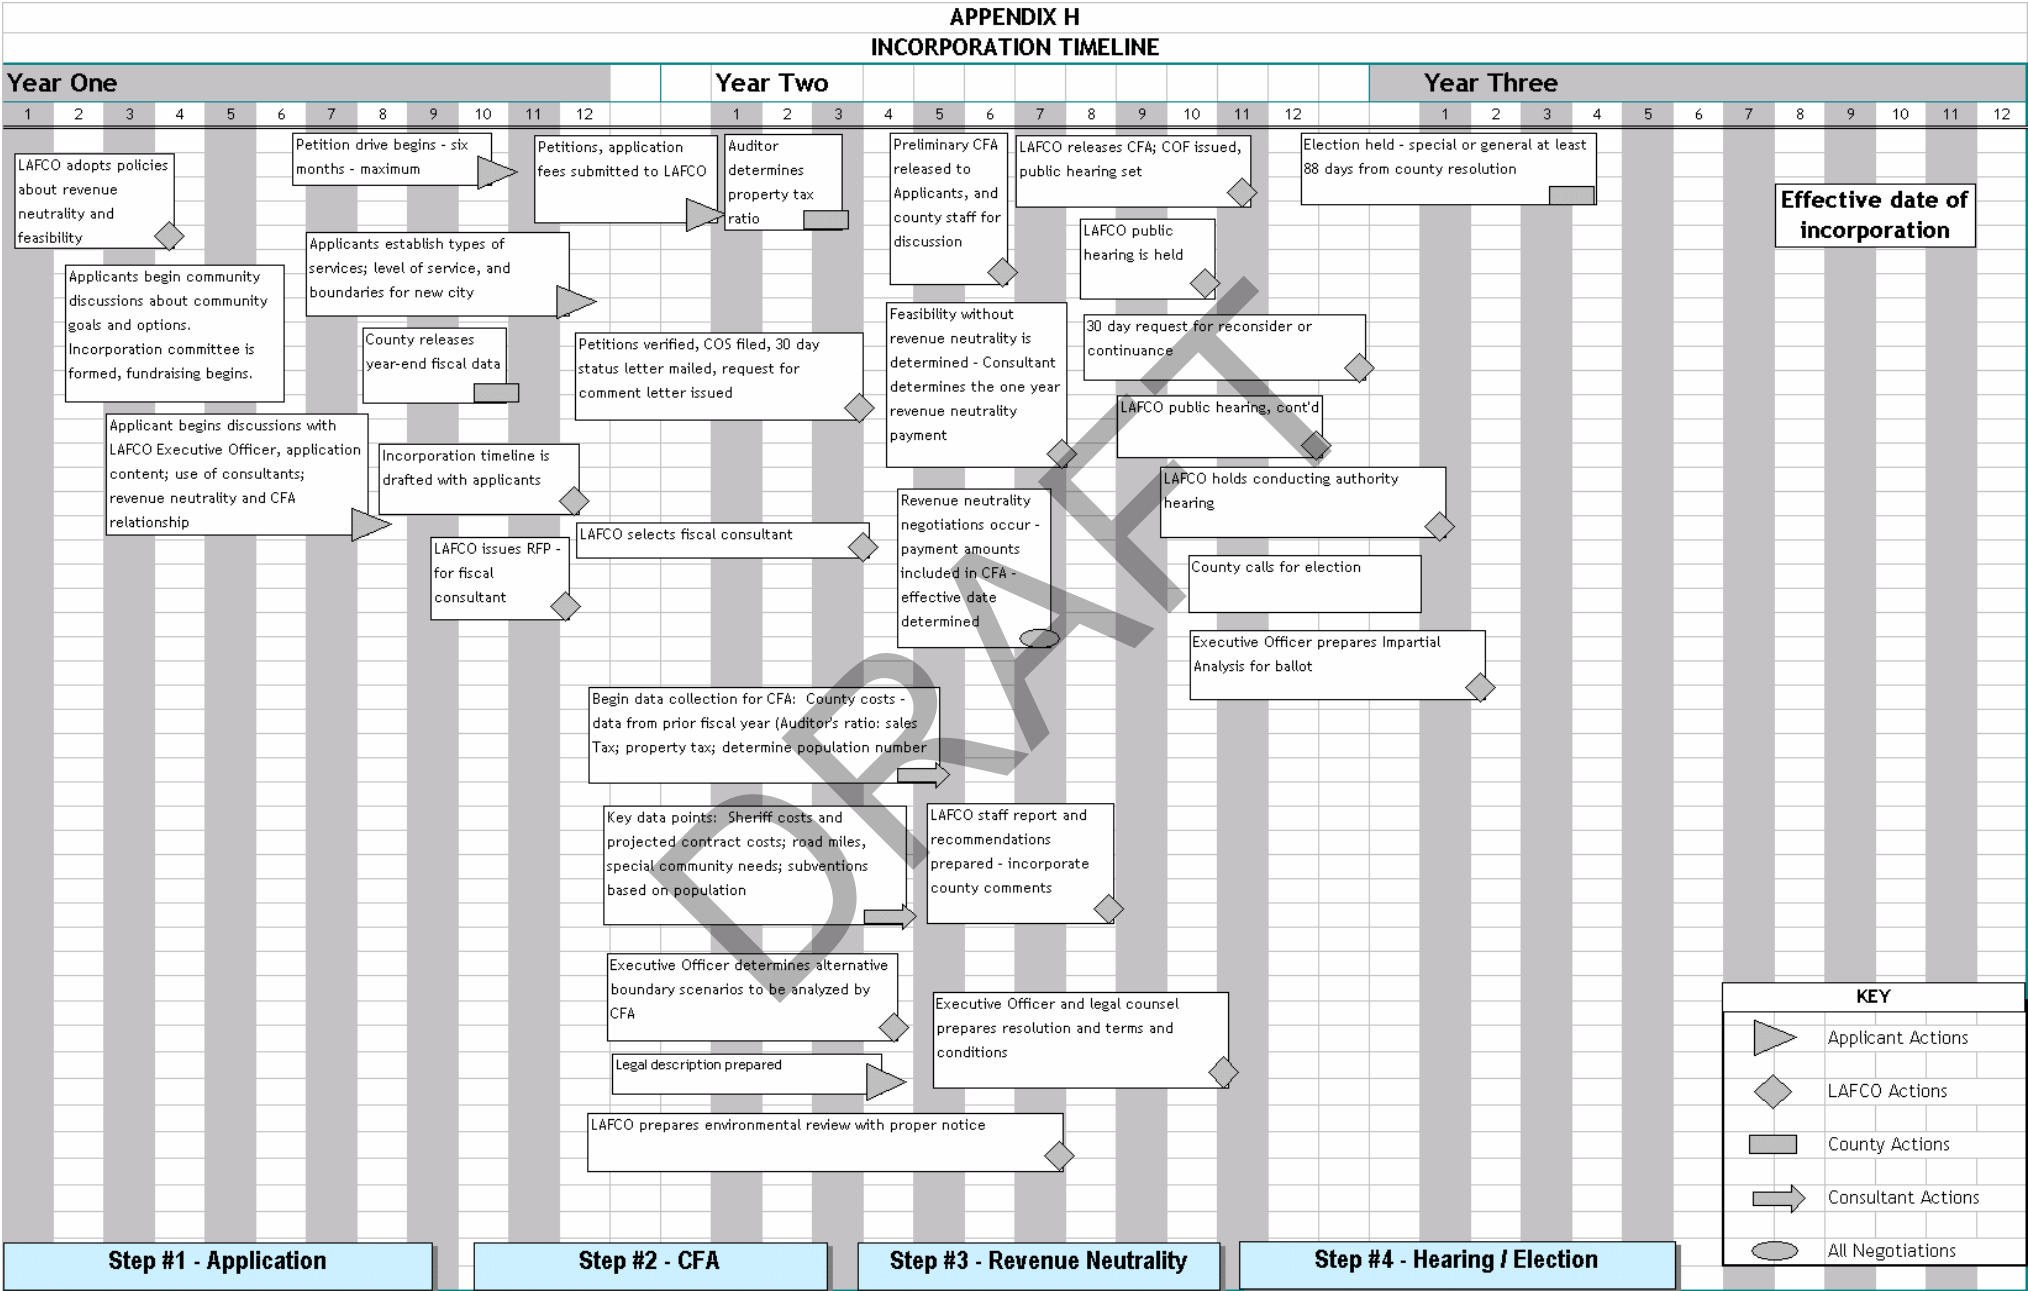 APPENDIX H
INCORPORATION TIMELINE
Year One
Year Two
Year Three
1 2 3 4 5 6 7 8 9 10 11 12 1 2 3 4 5 6 7 8 9 10 11 12 1 2 3 4 5 6 7 8 9 10 11 12
LAFCO adopts policies
about revenue
neutrality and
feasibility
Applicants begin community
discussions about community
goals and options.
Incorporation committee is
formed, fundraising begins.
Applicant begins discussions with
LAFCO Executive Officer, application
content; use of consultants;
revenue neutrality and CFA
relationship
Petition drive begins - six
months - maximum
Applicants establish types of
services; level of service, and
boundaries for new city
County releases
year-end fiscal data
Incorporation timeline is
drafted with applicants
LAFCO issues RFP -
for fiscal
consultant
Petitions, application
fees submitted to LAFCO
Auditor
determines
property tax
ratio
Petitions verified, COS filed, 30 day
status letter mailed, request for
comment letter issued
LAFCO selects fiscal consultant
Begin data collection for CFA:  County costs -
data from prior fiscal year (Auditor's ratio: sales
Tax; property tax; determine population number
Key data points:  Sheriff costs and
projected contract costs; road miles,
special community needs; subventions
based on population
Executive Officer determines alternative
boundary scenarios to be analyzed by
CFA
Legal description prepared
LAFCO prepares environmental review with proper notice
Preliminary CFA
released to
Applicants, and
county staff for
discussion
Feasibility without
revenue neutrality is
determined - Consultant
determines the one year
revenue neutrality
payment
Revenue neutrality
negotiations occur -
payment amounts
included in CFA -
effective date
determined
LAFCO staff report and
recommendations
prepared - incorporate
county comments
Executive Officer and legal counsel
prepares resolution and terms and
conditions
LAFCO releases CFA; COF issued,
public hearing set
LAFCO public
hearing is held
30 day request for reconsider or
continuance
LAFCO public hearing, cont'd
LAFCO holds conducting authority
hearing
County calls for election
Executive Officer prepares Impartial
Analysis for ballot
Election held - special or general at least
88 days from county resolution
Effective date of
incorporation
DRAFT
KEY
Applicant Actions
LAFCO Actions
County Actions
Consultant Actions
All Negotiations
Step #1 - Application
Step #2 - CFA
Step #3 - Revenue Neutrality
Step #4 - Hearing / Election